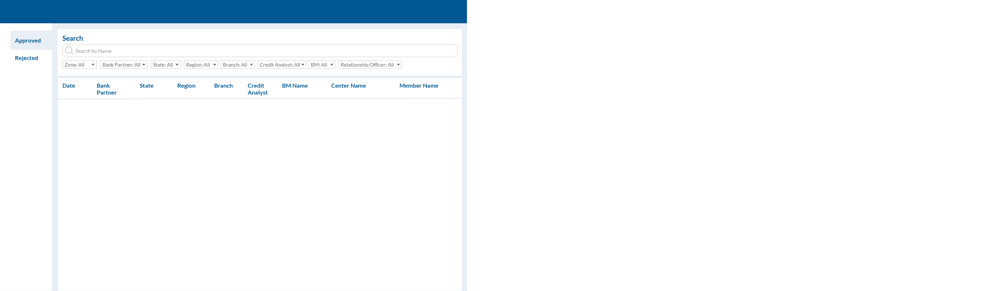 Approved
Rejected
Search
Search by Name
Zone: All Bank Partner: All State: All Region: All Branch: All Credit Analyst: All BM: All Relationship Officer: All
Date Bank Partner State Region Branch Credit Analyst BM Name Center Name Member Name